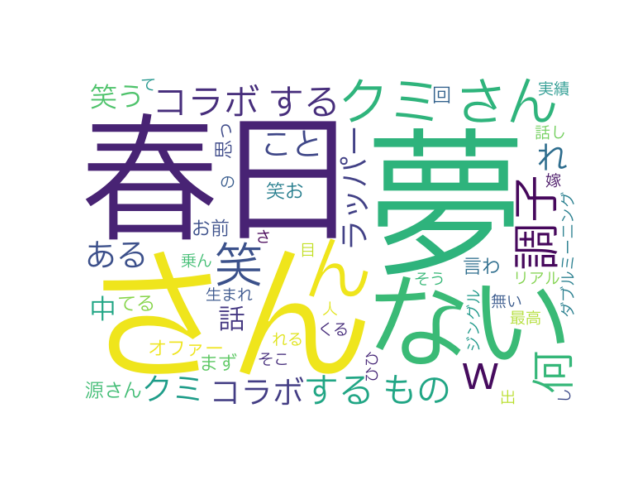 笑う て コラボ する クミ さん 回 実績
春日 こと 思っ の ラッパー 夢 話し れ 嫁
笑お お前 調子
ある 笑 さ 目 ん そう 言わ リアル ダブルミーニング
乗ん さん ない ジングル 無い 最高
中 てる 生まれ 話 人 くる れる
オファー まず そこ ひひ w 何
源さん クミ コラボ する もの 出 し